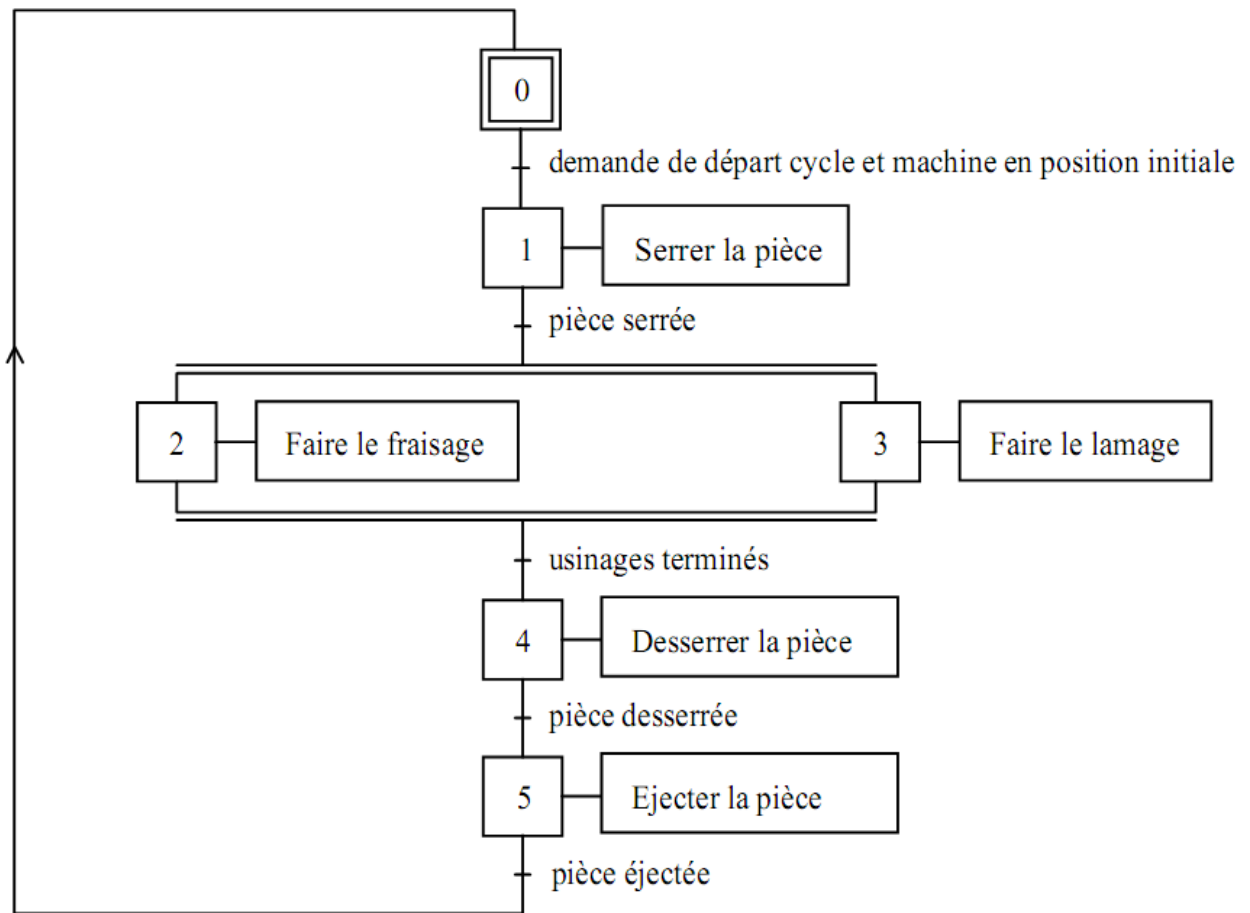 0
demande de départ cycle et machine en position initiale
1
Serrer la pièce
pièce serrée
2
Faire le fraisage
3
Faire le lamage
usinages terminés
4
Desserrer la pièce
pièce desserrée
5
Ejecter la pièce
pièce éjectée